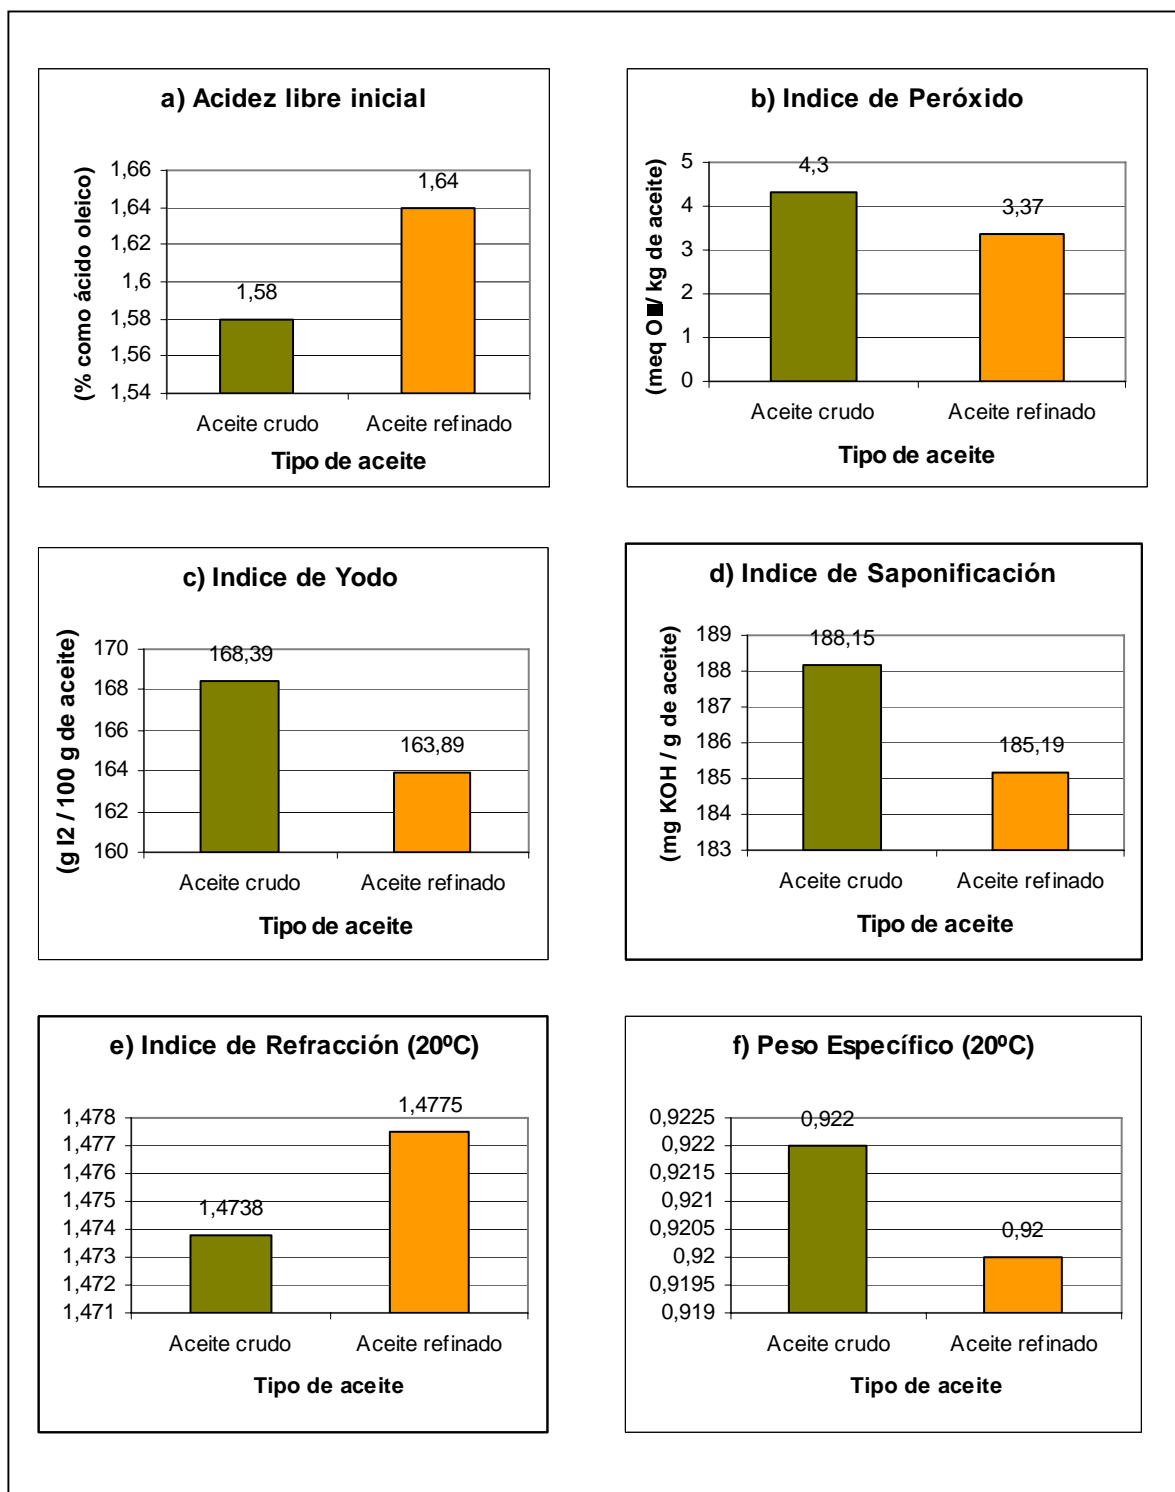 a) Acidez libre inicial
(% como ácido oleico)
1,66
1,64
1,62
1,6
1,58
1,56
1,54
1,58
1,64
Aceite crudo
Aceite refinado
Tipo de aceite
b) Indice de Peróxido
(meq O■/ kg de aceite)
5
4
3
2
1
0
4,3
3,37
Aceite crudo
Aceite refinado
Tipo de aceite
c) Indice de Yodo
(g I2 / 100 g de aceite)
170
168
166
164
162
160
168,39
163,89
Aceite crudo
Aceite refinado
Tipo de aceite
d) Indice de Saponificación
(mg KOH / g de aceite)
189
188
187
186
185
184
183
188,15
185,19
Aceite crudo
Aceite refinado
Tipo de aceite
e) Indice de Refracción (20ºC)
1,478
1,477
1,476
1,475
1,474
1,473
1,472
1,471
1,4738
1,4775
Aceite crudo
Aceite refinado
Tipo de aceite
f) Peso Específico (20ºC)
0,9225
0,922
0,9215
0,921
0,9205
0,92
0,9195
0,919
0,922
0,92
Aceite crudo
Aceite refinado
Tipo de aceite